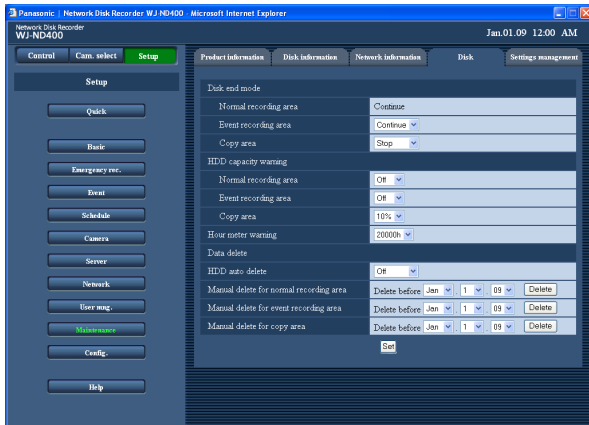 Panasonic | Network Disk Recorder WJ-ND400 - Microsoft Internet Explorer
Network Disk Recorder
WJ-ND400
Jan.01.09 12:00 AM
Control Cam. select Setup
Product information Disk information Network information Disk Settings management
Setup
Quick
Basic
Emergency rec.
Event
Schedule
Camera
Server
Network
User mng.
Maintenance
Config.
Help
Disk end mode
Normal recording area Continue
Event recording area Continue
Copy area Stop
HDD capacity warning
Normal recording area Off
Event recording area Off
Copy area 10%
Hour meter warning 20000h
Data delete
HDD auto delete Off
Manual delete for normal recording area Delete before Jan . 1 . 09 Delete
Manual delete for event recording area Delete before Jan . 1 . 09 Delete
Manual delete for copy area Delete before Jan . 1 . 09 Delete
Set